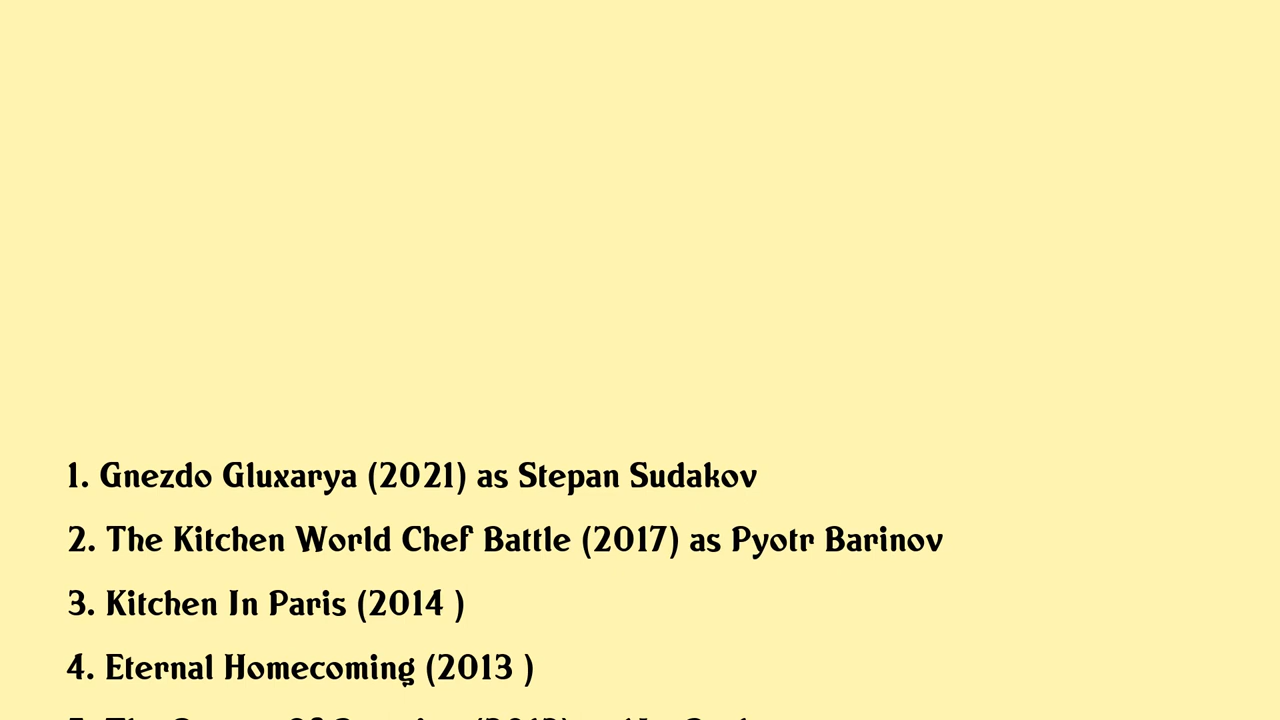 1. Gnezdo Gluxarya (2021) as Stepan Sudakov
2. The Kitchen World Chef Battle (2017) as Pyotr Barinov
3. Kitchen In Paris (2014 )
4. Eternal Homecoming (2013 )